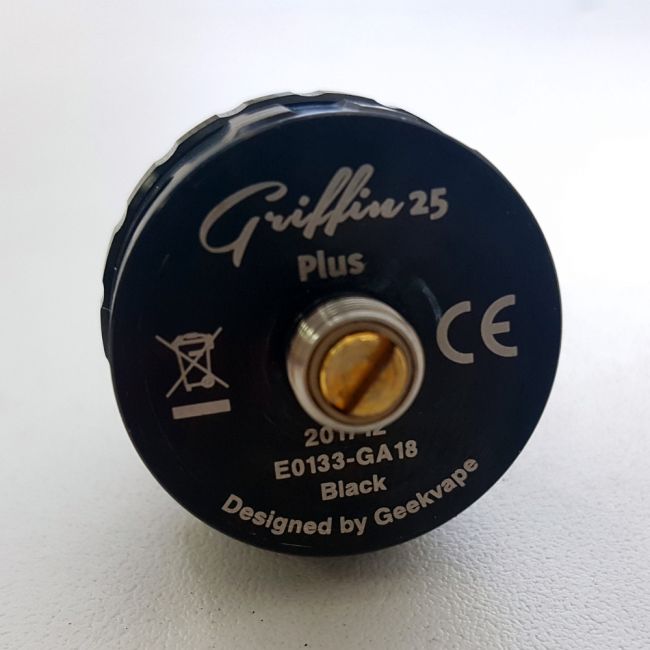 Griffin 25
Plus
CE
E0133-GA18
Black
Designed by Geekvape